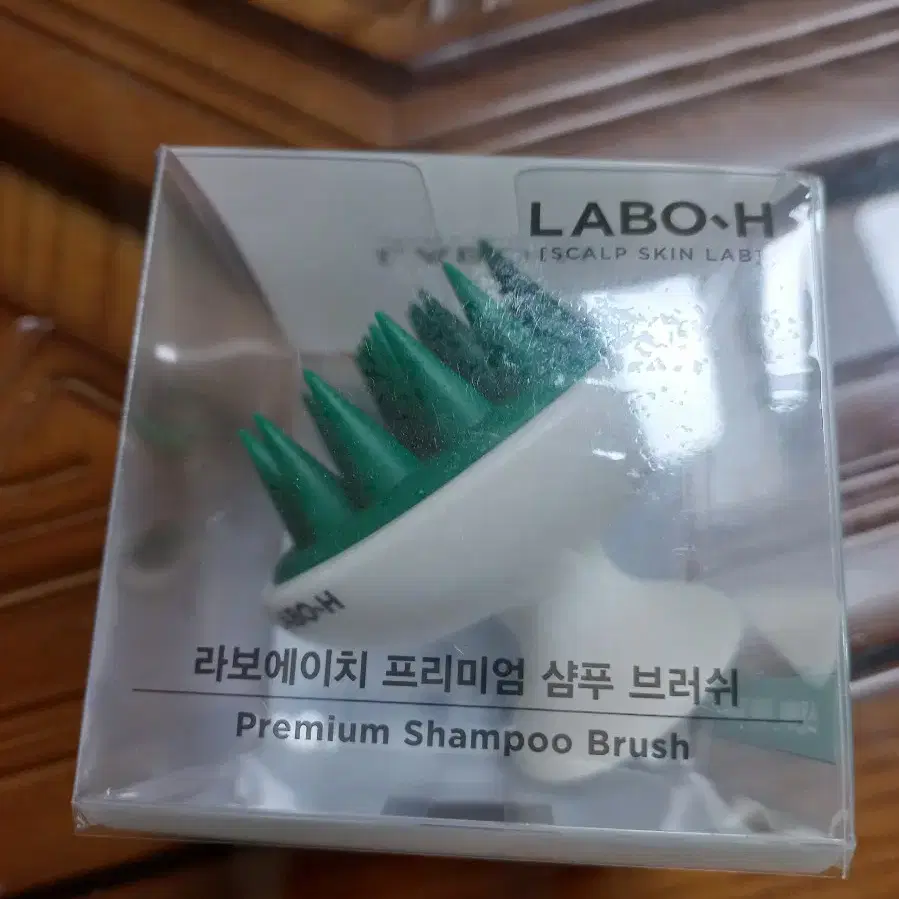 LABO-H
[SCALP SKIN LAB]
라보에이치 프리미엄 샴푸 브러쉬
Premium Shampoo Brush